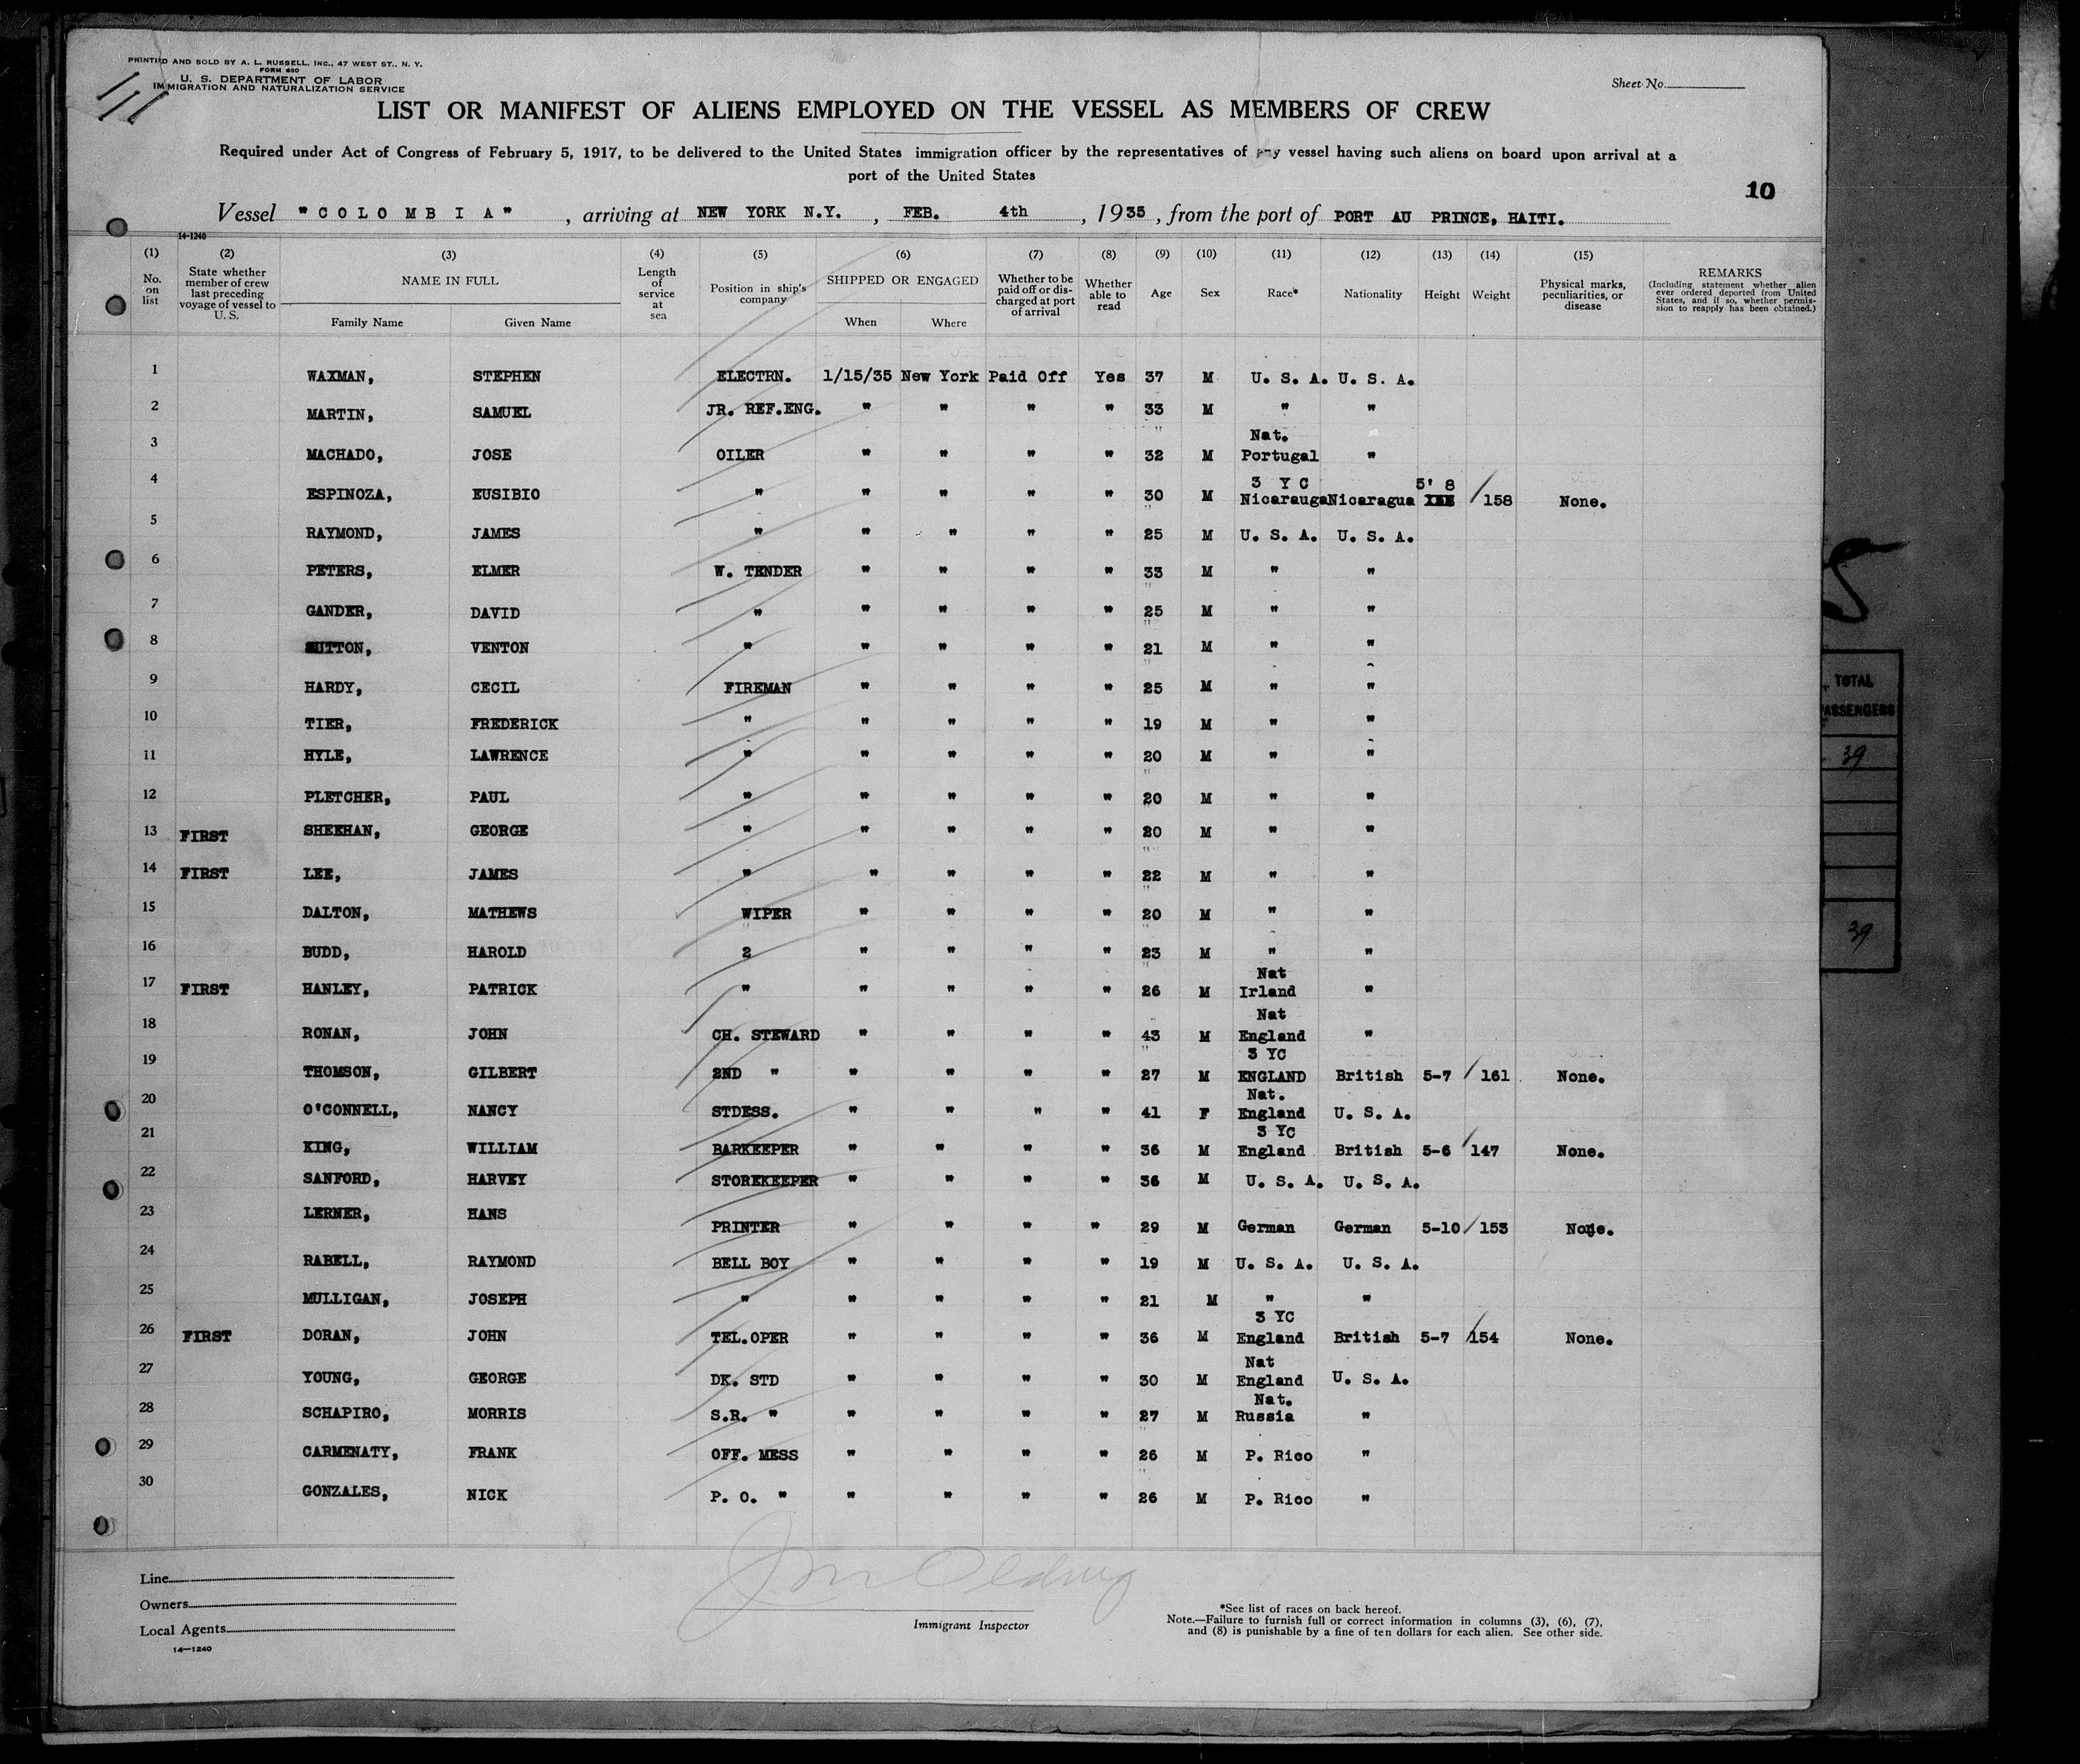 PRINTED AND SOLD BY A. L. RUSSELL, INC., 47 WEST ST., N. Y.
FORM 680
U. S. DEPARTMENT OF LABOR
IMMIGRATION AND NATURALIZATION SERVICE
Sheet No.
LIST OR MANIFEST OF ALIENS EMPLOYED ON THE VESSEL AS MEMBERS OF CREW
Required under Act of Congress of February 5, 1917, to be delivered to the United States immigration officer by the representatives of any vessel having such aliens on board upon arrival at a
port of the United States
10
Vessel "COLOMBIA", arriving at NEW YORK N.Y., FEB. 4th, 1935, from the port of PORT AU PRINCE, HAITI.
14-1240
(1) (2) (3) (4) (5) (6) (7) (8) (9) (10) (11) (12) (13) (14) (15)
No. on list
State whether member of crew last preceding voyage of vessel to U. S.
NAME IN FULL
Family Name Given Name
Length of service at sea
Position in ship's company
SHIPPED OR ENGAGED
When Where
Whether to be paid off or discharged at port of arrival
Whether able to read
Age
Sex
Race*
Nationality
Height
Weight
Physical marks, peculiarities, or disease
REMARKS
(Including statement whether alien ever ordered deported from United States, and if so, whether permission to reapply has been obtained.)
1 WAXMAN, STEPHEN ELECTRN. 1/15/35 New York Paid Off Yes 37 M U. S. A. U. S. A.
2 MARTIN, SAMUEL JR. REF.ENG. " " " " 33 M " "
3 MACHADO, JOSE OILER " " " " 32 M Nat. Portugal "
4 ESPINOZA, EUSIBIO " " " " " 30 M 3 Y C Nicarauga Nicaragua 5' 8 158 None.
5 RAYMOND, JAMES " " " " " 25 M U. S. A. U. S. A.
6 PETERS, ELMER W. TENDER " " " " 33 M " "
7 GANDER, DAVID " " " " " 25 M " "
8 SUTTON, VENTON " " " " " 21 M " "
9 HARDY, CECIL FIREMAN " " " " 25 M " "
10 TIER, FREDERICK " " " " " 19 M " "
11 HYLE, LAWRENCE " " " " " 20 M " "
12 PLETCHER, PAUL " " " " " 20 M " "
13 FIRST SHEEHAN, GEORGE " " " " " 20 M " "
14 FIRST LEE, JAMES " " " " " 22 M " "
15 DALTON, MATHEWS WIPER " " " " 20 M " "
16 BUDD, HAROLD 2 " " " " 23 M " "
17 FIRST HANLEY, PATRICK " " " " " 26 M Nat Irland "
18 RONAN, JOHN CH. STEWARD " " " " 43 M Nat England "
19 THOMSON, GILBERT 2ND " " " " " 27 M 3 YC ENGLAND British 5-7 161 None.
20 O'CONNELL, NANCY STDESS. " " " " 41 F Nat. England U. S. A.
21 KING, WILLIAM BARKEEPER " " " " 36 M 3 YC England British 5-6 147 None.
22 SANFORD, HARVEY STOREKEEPER " " " " 36 M U. S. A. U. S. A.
23 LERNER, HANS PRINTER " " " " 29 M German German 5-10 153 None.
24 RABELL, RAYMOND BELL BOY " " " " 19 M U. S. A. U. S. A.
25 MULLIGAN, JOSEPH " " " " " 21 M " "
26 FIRST DORAN, JOHN TEL.OPER " " " " 36 M 3 YC England British 5-7 154 None.
27 YOUNG, GEORGE DK. STD " " " " 30 M Nat England U. S. A.
28 SCHAPIRO, MORRIS S.R. " " " " " 27 M Nat. Russia "
29 CARMENATY, FRANK OFF. MESS " " " " 26 M P. Rico "
30 GONZALES, NICK P. O. " " " " " 26 M P. Rico "
Line
Owners
Local Agents
14—1240
Immigrant Inspector
*See list of races on back hereof.
Note.—Failure to furnish full or correct information in columns (3), (6), (7),
and (8) is punishable by a fine of ten dollars for each alien. See other side.
TOTAL
PASSENGERS
39
39